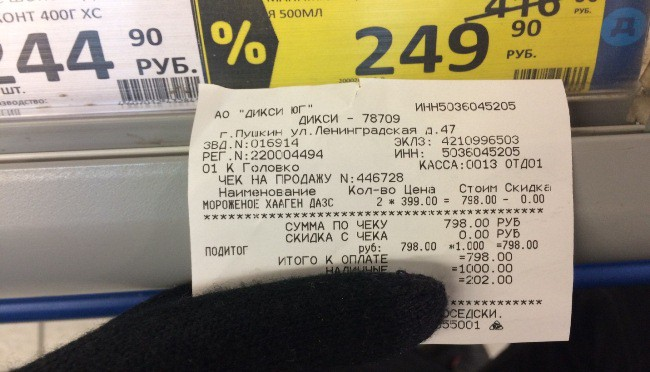 КОНТ 400Г ХС
244 90
РУБ.
ШТ.
%
Я 500МЛ
416
249 90
РУБ.
Д
АО "ДИКСИ ЮГ" ИНН5036045205
ДИКСИ - 78709
г.Пушкин ул.Ленинградская д.47
ЗВД.N:016914 ЭКЛЗ: 4210996503
РЕГ.N:220004494 ИНН: 5036045205
01 К Головко КАССА:0013 ОТД01
ЧЕК НА ПРОДАЖУ N:446728
Наименование Кол-во Цена Стоим Скидка
МОРОЖЕНОЕ ХААГЕН ДАЗС 2 * 399.00 = 798.00 - 0.00
СУММА ПО ЧЕКУ 798.00 РУБ
СКИДКА С ЧЕКА 0.00 РУБ
ПОДИТОГ руб: 798.00 *1.000 =798.00
ИТОГО К ОПЛАТЕ =798.00
НАЛИЧНЫЕ =1000.00
=202.00
ОСЕДСКИ.
55001